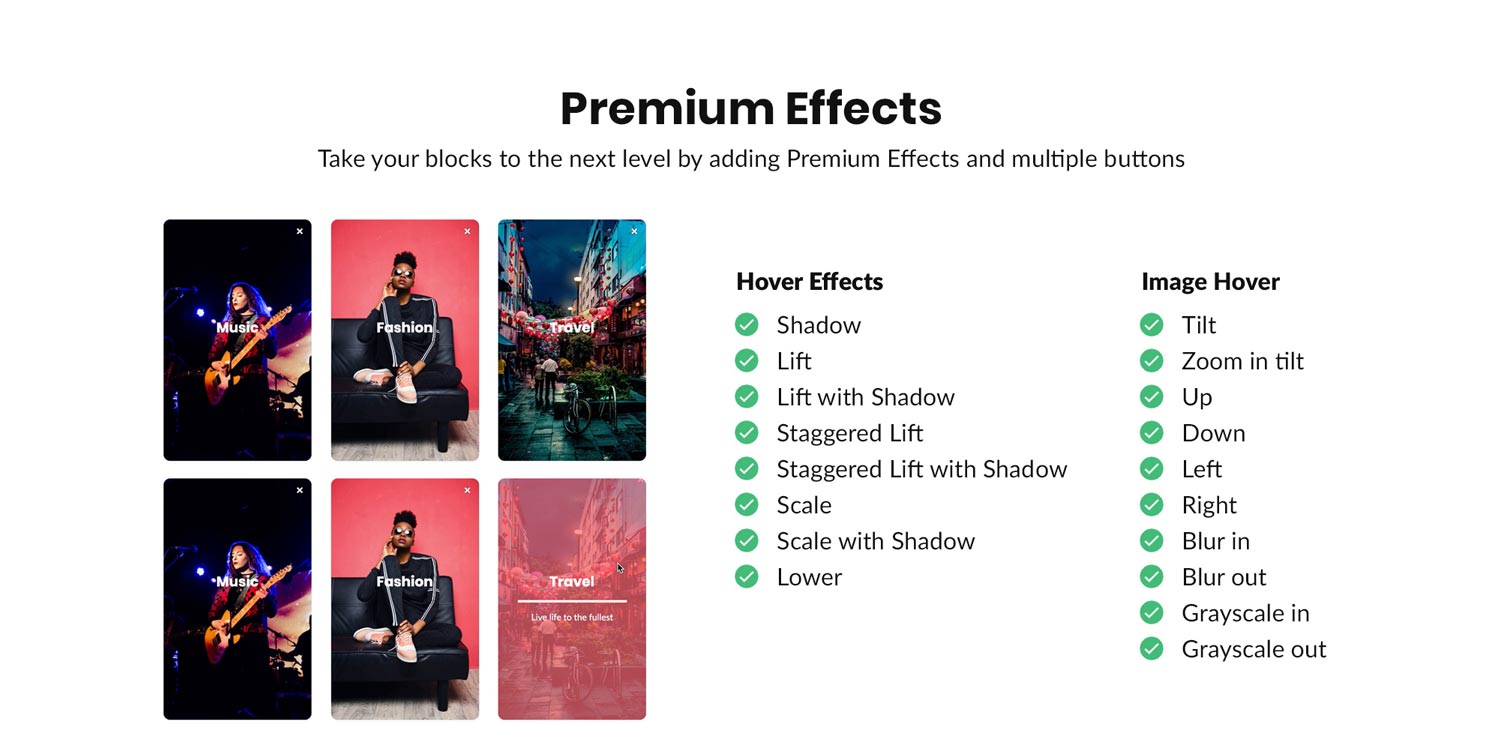 Premium Effects
Take your blocks to the next level by adding Premium Effects and multiple buttons
Music
Fashion
Travel
Music
Fashion
Travel
Live life to the fullest
Hover Effects
Shadow
Lift
Lift with Shadow
Staggered Lift
Staggered Lift with Shadow
Scale
Scale with Shadow
Lower
Image Hover
Tilt
Zoom in tilt
Up
Down
Left
Right
Blur in
Blur out
Grayscale in
Grayscale out